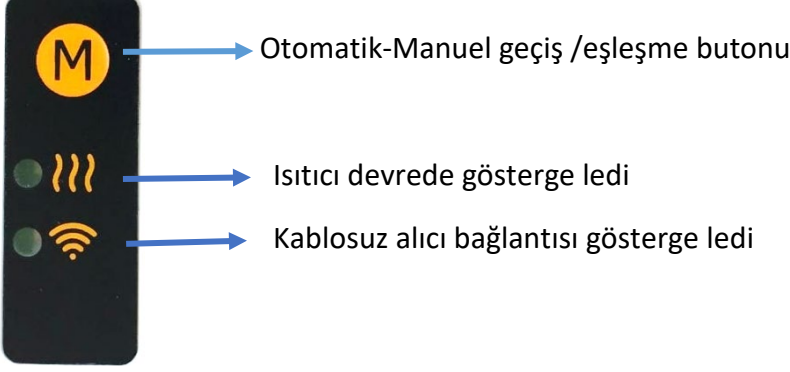 M
Otomatik-Manuel geçiş /eşleşme butonu
Isıtıcı devrede gösterge ledi
Kablosuz alıcı bağlantısı gösterge ledi